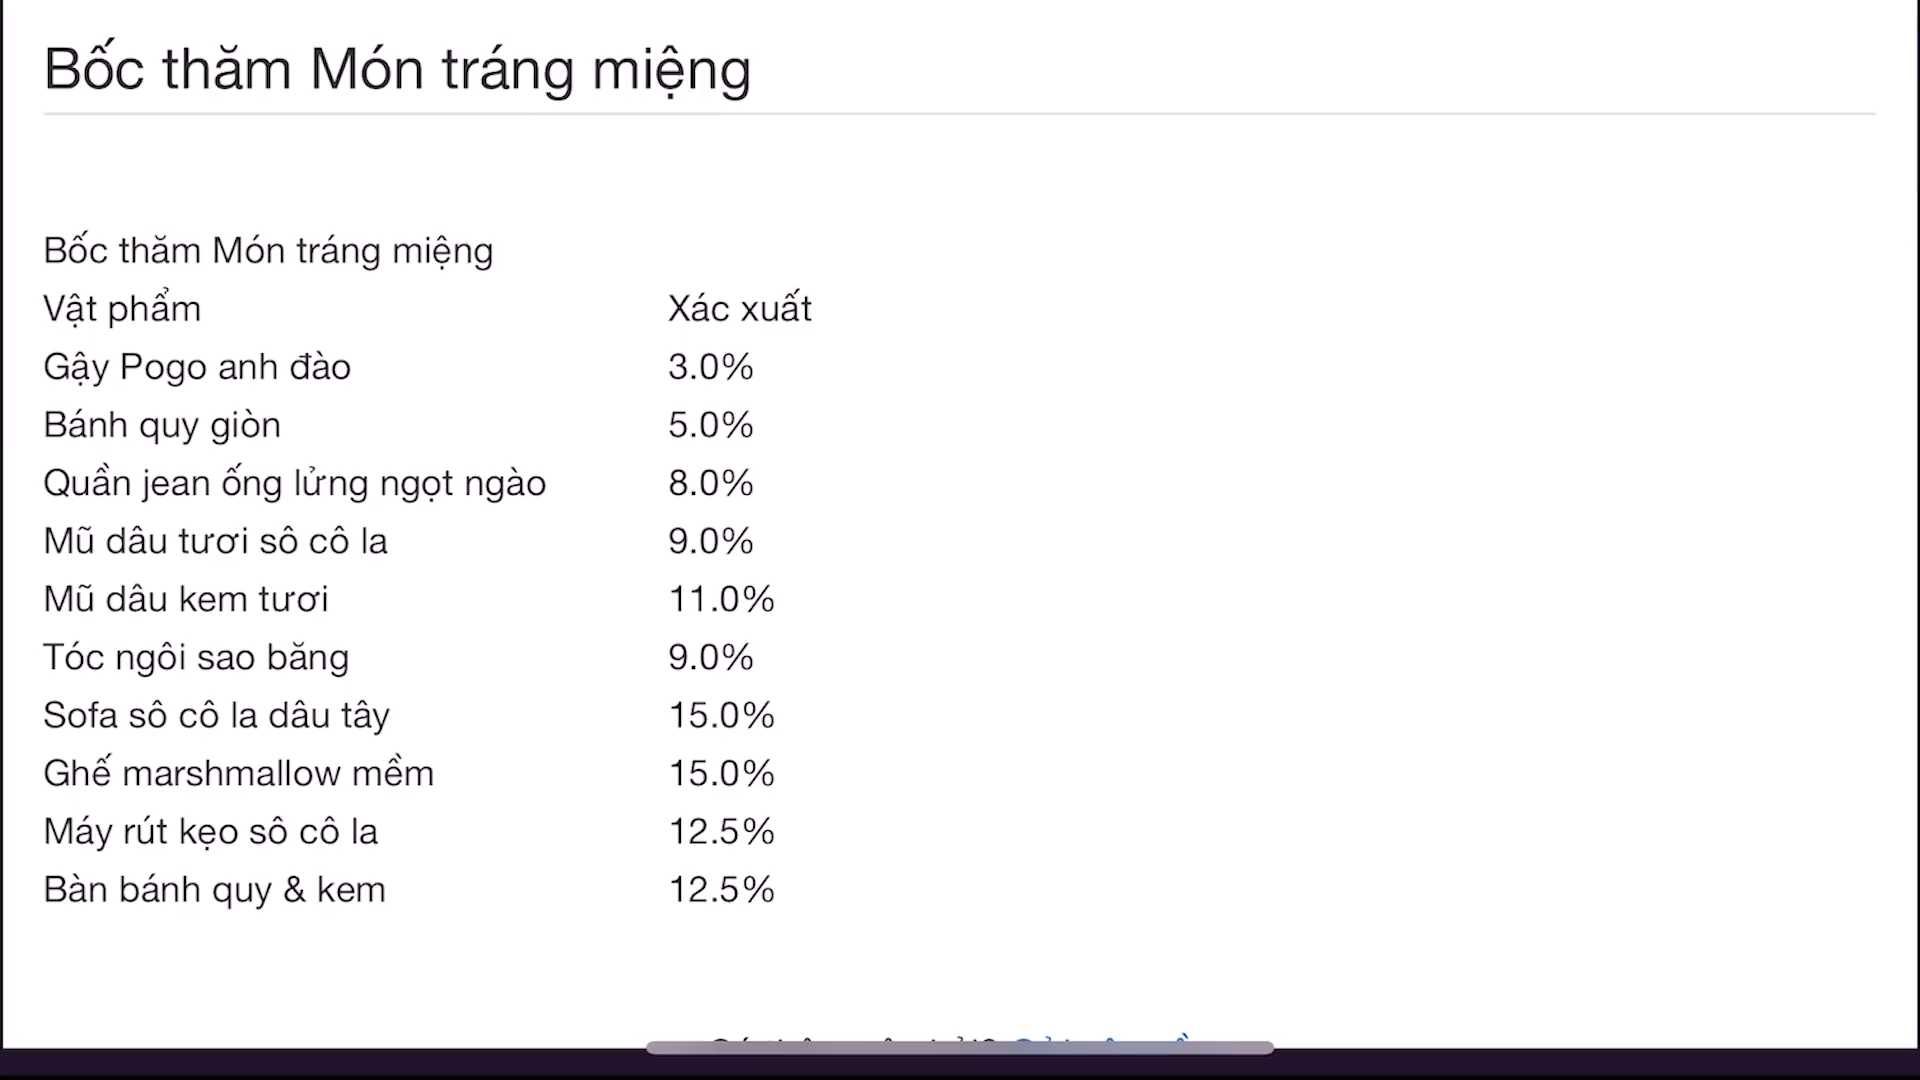 Bốc thăm Món tráng miệng
Bốc thăm Món tráng miệng
Vật phẩm Xác xuất
Gậy Pogo anh đào 3.0%
Bánh quy giòn 5.0%
Quần jean ống lửng ngọt ngào 8.0%
Mũ dâu tươi sô cô la 9.0%
Mũ dâu kem tươi 11.0%
Tóc ngôi sao băng 9.0%
Sofa sô cô la dâu tây 15.0%
Ghế marshmallow mềm 15.0%
Máy rút kẹo sô cô la 12.5%
Bàn bánh quy & kem 12.5%